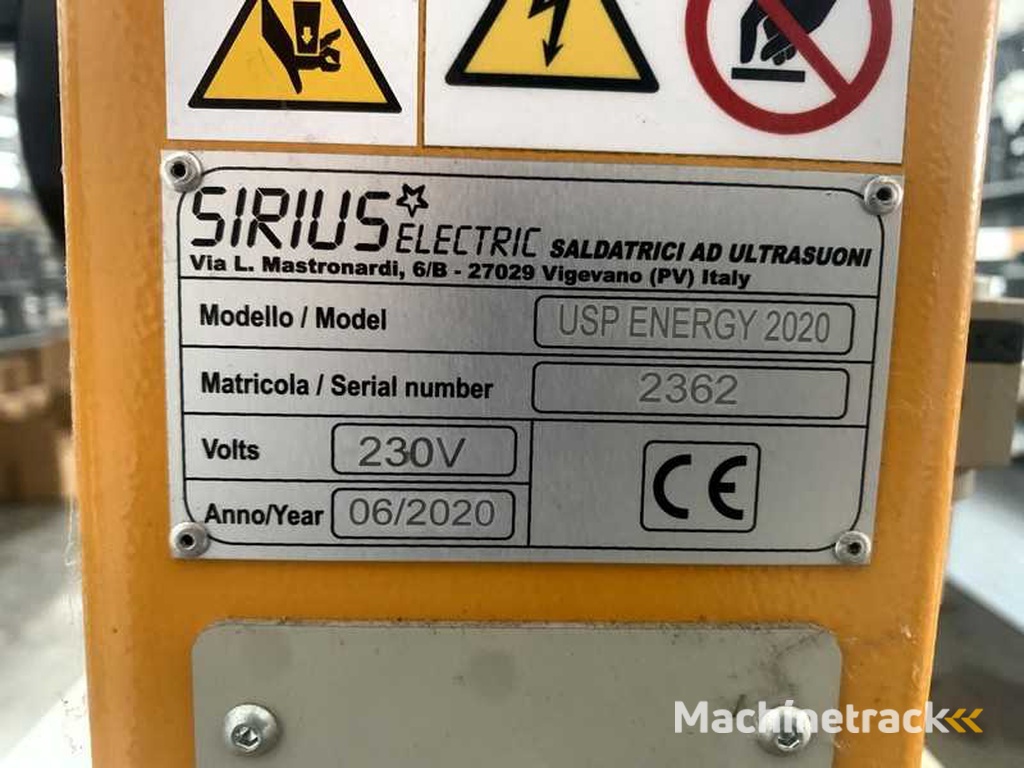 SIRIUS ELECTRIC SALDATRICI AD ULTRASUONI
Via L. Mastronardi, 6/B - 27029 Vigevano (PV) Italy
Modello / Model USP ENERGY 2020
Matricola / Serial number 2362
Volts 230V
CE
Anno/Year 06/2020
Machinetrack